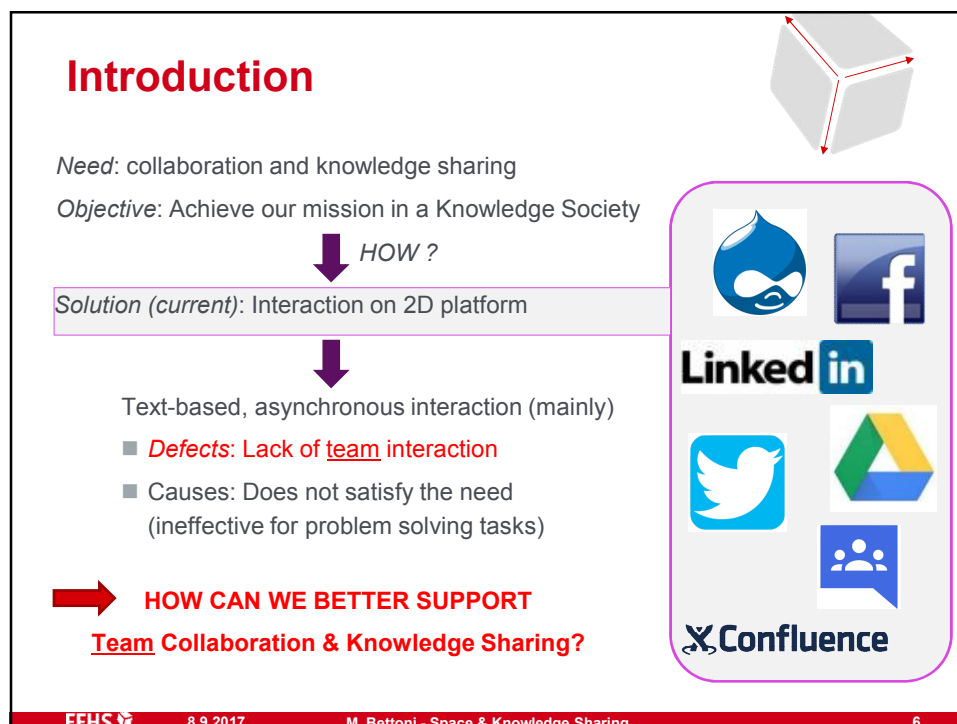 Introduction
Need: collaboration and knowledge sharing
Objective: Achieve our mission in a Knowledge Society
HOW ?
Solution (current): Interaction on 2D platform
Text-based, asynchronous interaction (mainly)
Defects: Lack of team interaction
Causes: Does not satisfy the need
(ineffective for problem solving tasks)
HOW CAN WE BETTER SUPPORT
Team Collaboration & Knowledge Sharing?
f
Linked in
Confluence
FFHS 8.9.2017 M. Bettoni - Space & Knowledge Sharing 6